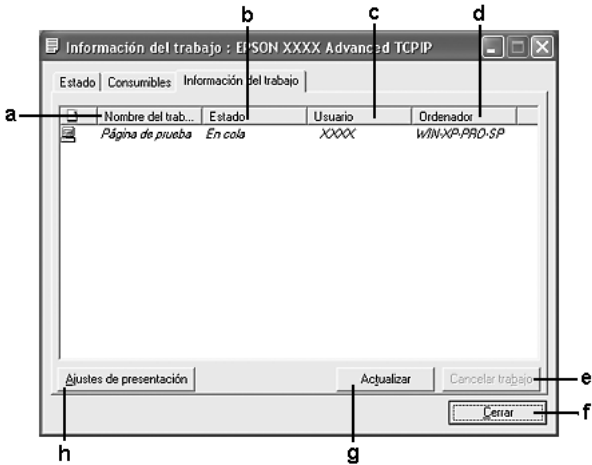 c d
b
Información del trabajo : EPSON XXXX Advanced TCPIP
Estado Consumibles Información del trabajo
a Nombre del trab... Estado Usuario Ordenador
Página de prueba En cola XXXX WIN-XP-PRO-SP
Ajustes de presentación Actualizar Cancelar trabajo e
Cerrar f
h g